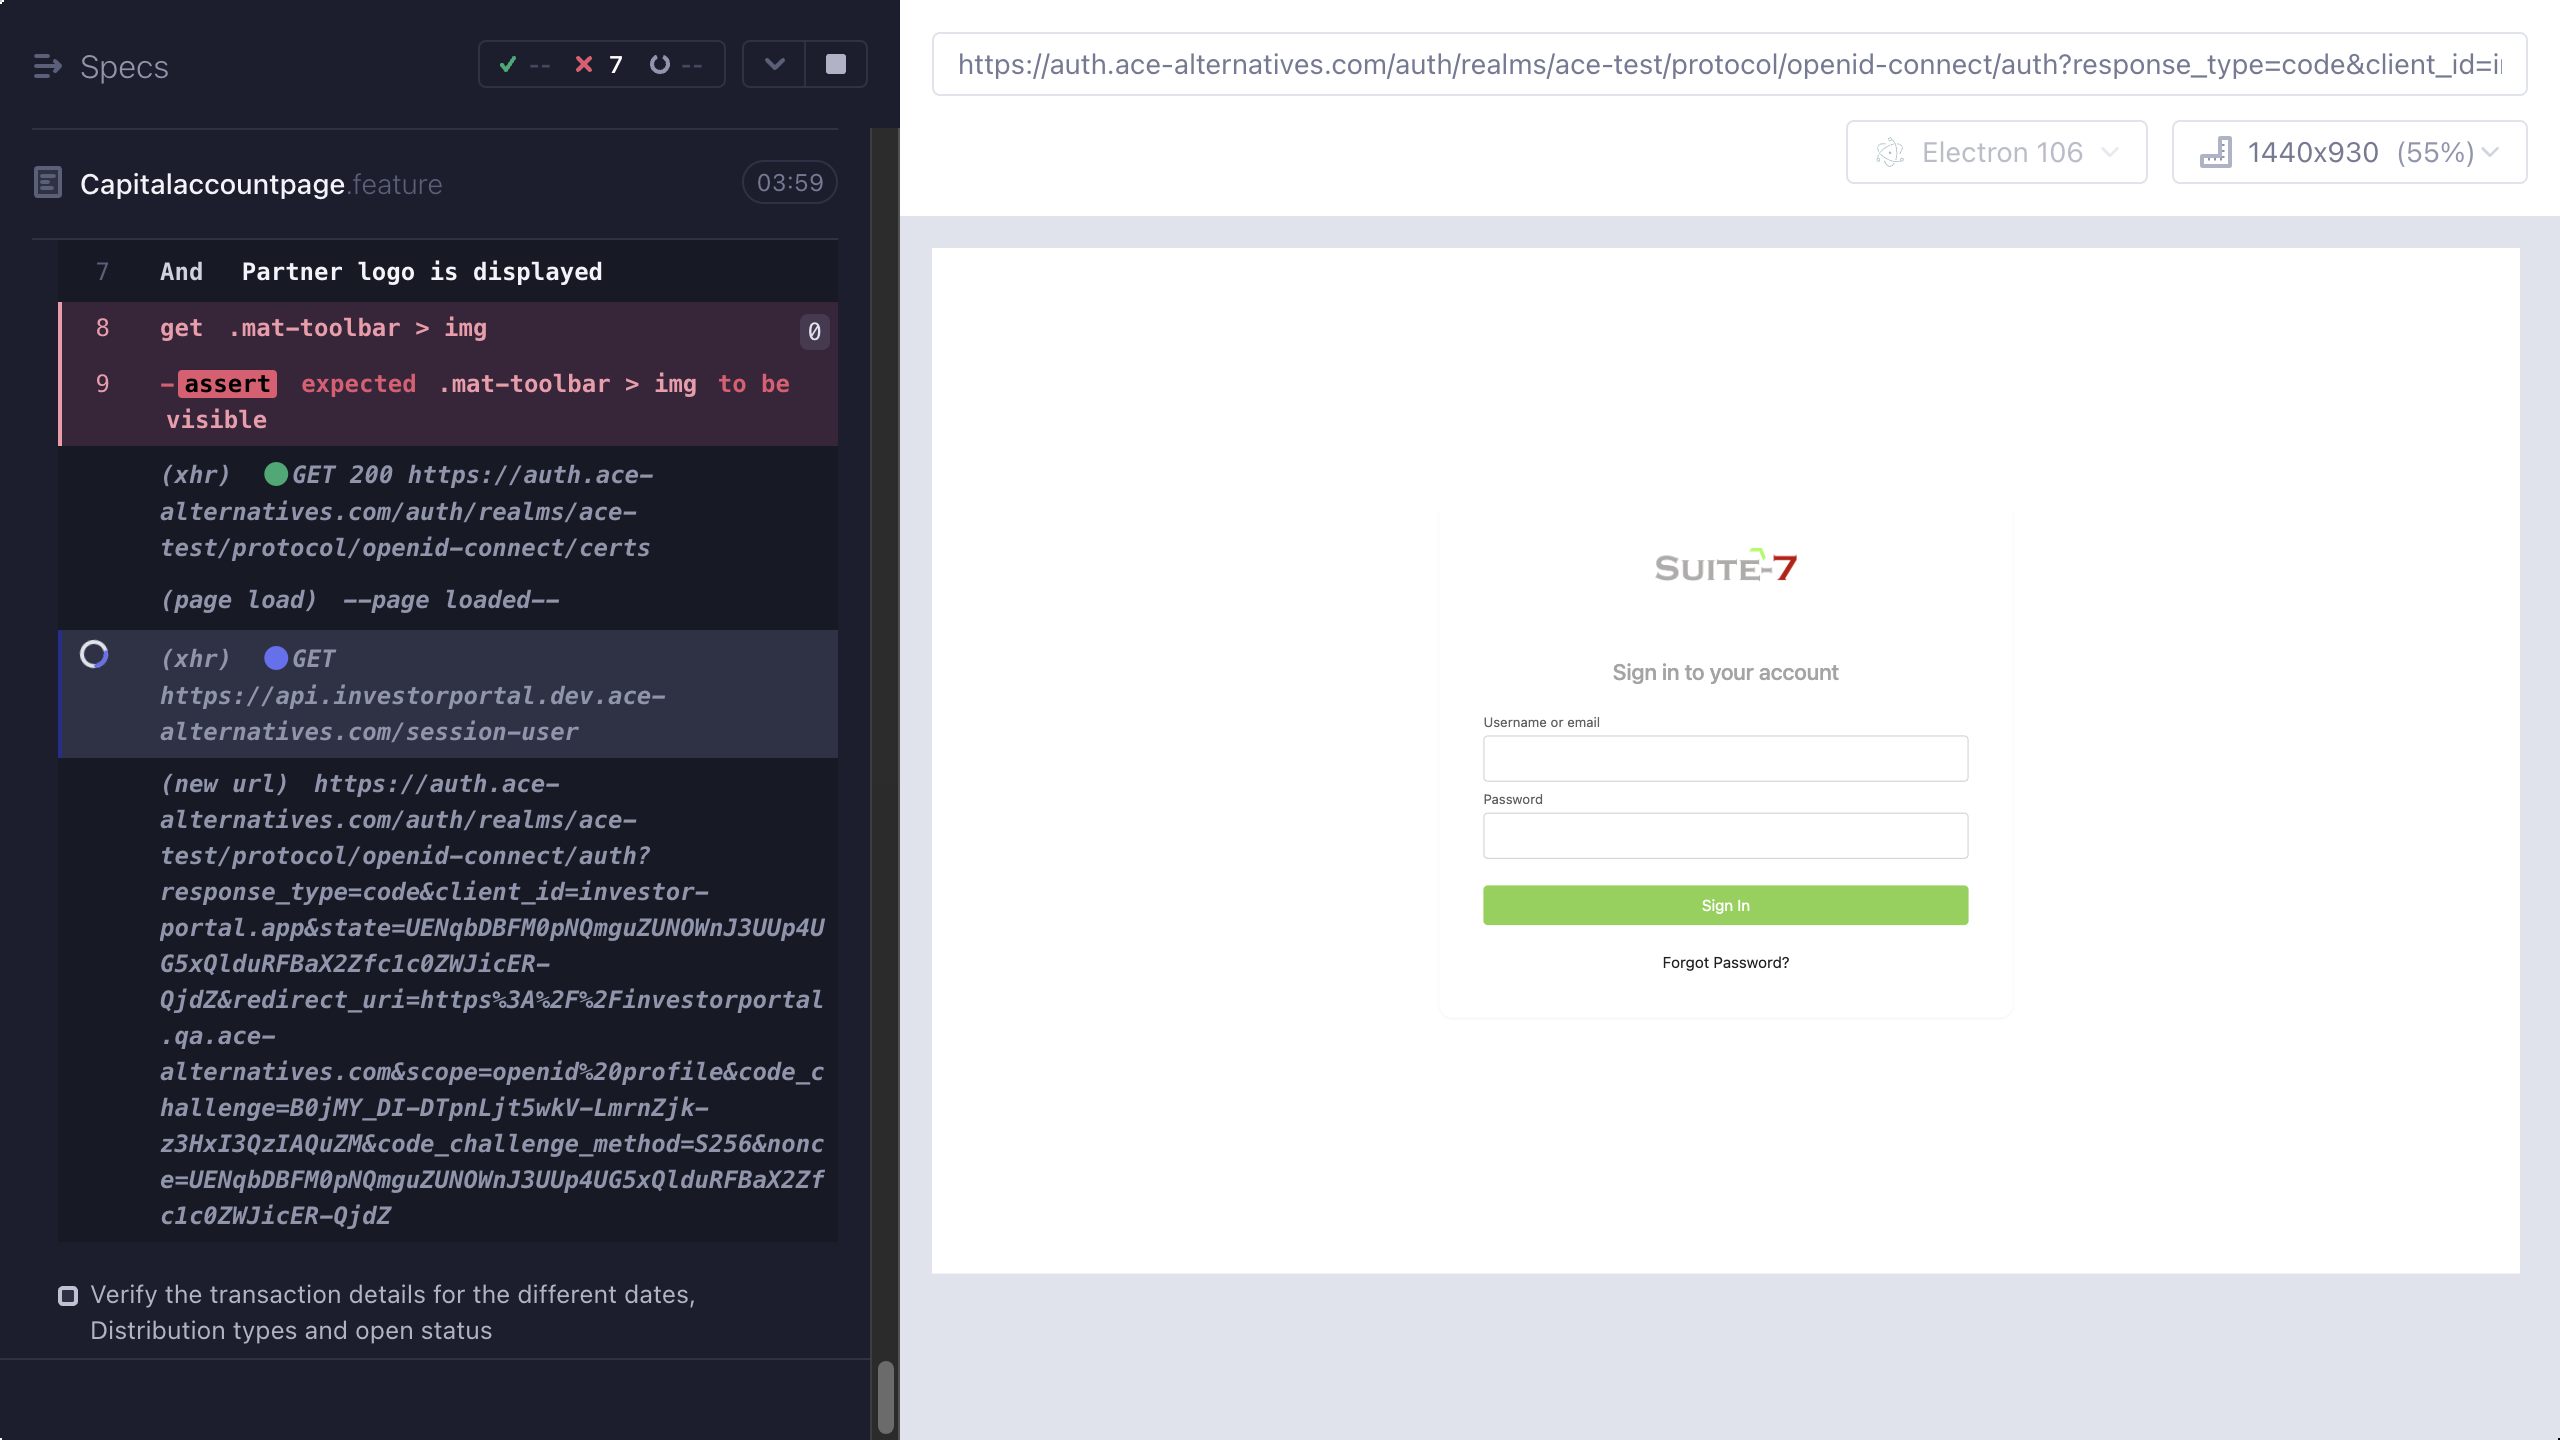 Specs
-- 7 --
Capitalaccountpage.feature
03:59
7 And Partner logo is displayed
8 get .mat-toolbar > img 0
9 -assert expected .mat-toolbar > img to be
visible
(xhr) GET 200 https://auth.ace-
alternatives.com/auth/realms/ace-
test/protocol/openid-connect/certs
(page load) --page loaded--
(xhr) GET
https://api.investorportal.dev.ace-
alternatives.com/session-user
(new url) https://auth.ace-
alternatives.com/auth/realms/ace-
test/protocol/openid-connect/auth?
response_type=code&client_id=investor-
portal.app&state=UENqbDBFM0pNQmguZUNOWnJ3UUp4U
G5xQlduRFBaX2Zfc1c0ZWJicER-
QjdZ&redirect_uri=https%3A%2F%2Finvestorportal
.qa.ace-
alternatives.com&scope=openid%20profile&code_c
hallenge=B0jMY_DI-DTpnLjt5wkV-LmrnZjk-
z3HxI3QzIAQuZM&code_challenge_method=S256&nonc
e=UENqbDBFM0pNQmguZUNOWnJ3UUp4UG5xQlduRFBaX2Zf
c1c0ZWJicER-QjdZ
Verify the transaction details for the different dates,
Distribution types and open status
https://auth.ace-alternatives.com/auth/realms/ace-test/protocol/openid-connect/auth?response_type=code&client_id=i
Electron 106
1440x930 (55%)
SUITE-7
Sign in to your account
Username or email
Password
Sign In
Forgot Password?